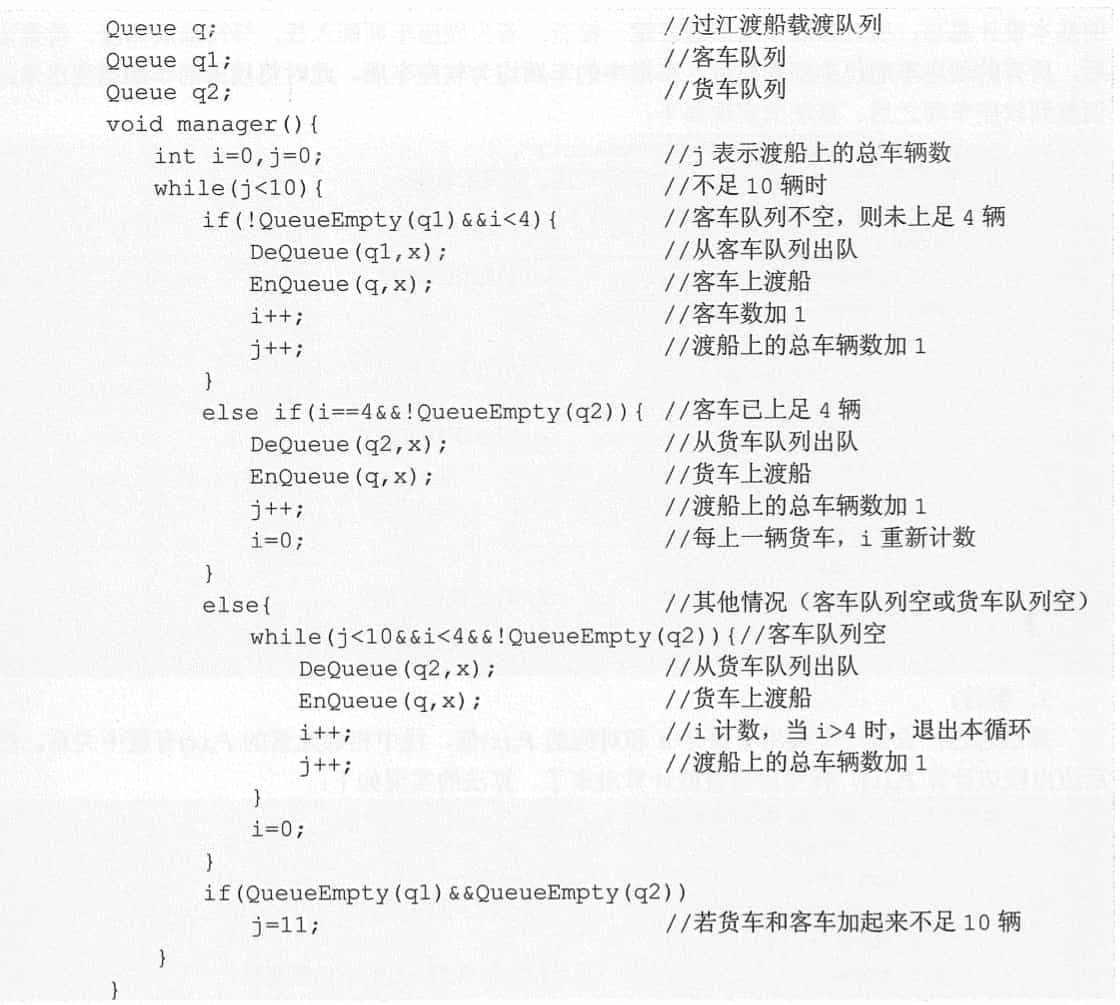 Queue q; //过江渡船载渡队列
Queue q1; //客车队列
Queue q2; //货车队列
void manager(){
int i=0,j=0; //j 表示渡船上的总车辆数
while(j<10){ //不足 10 辆时
if(!QueueEmpty(q1)&&i<4){ //客车队列不空，则未上足 4 辆
DeQueue(q1,x); //从客车队列出队
EnQueue(q,x); //客车上渡船
i++; //客车数加 1
j++; //渡船上的总车辆数加 1
}
else if(i==4&&!QueueEmpty(q2)){ //客车已上足 4 辆
DeQueue(q2,x); //从货车队列出队
EnQueue(q,x); //货车上渡船
j++; //渡船上的总车辆数加 1
i=0; //每上一辆货车，i 重新计数
}
else{ //其他情况（客车队列空或货车队列空）
while(j<10&&i<4&&!QueueEmpty(q2)){//客车队列空
DeQueue(q2,x); //从货车队列出队
EnQueue(q,x); //货车上渡船
i++; //i 计数，当 i>4 时，退出本循环
j++; //渡船上的总车辆数加 1
}
i=0;
}
if(QueueEmpty(q1)&&QueueEmpty(q2))
j=11; //若货车和客车加起来不足 10 辆
}
}